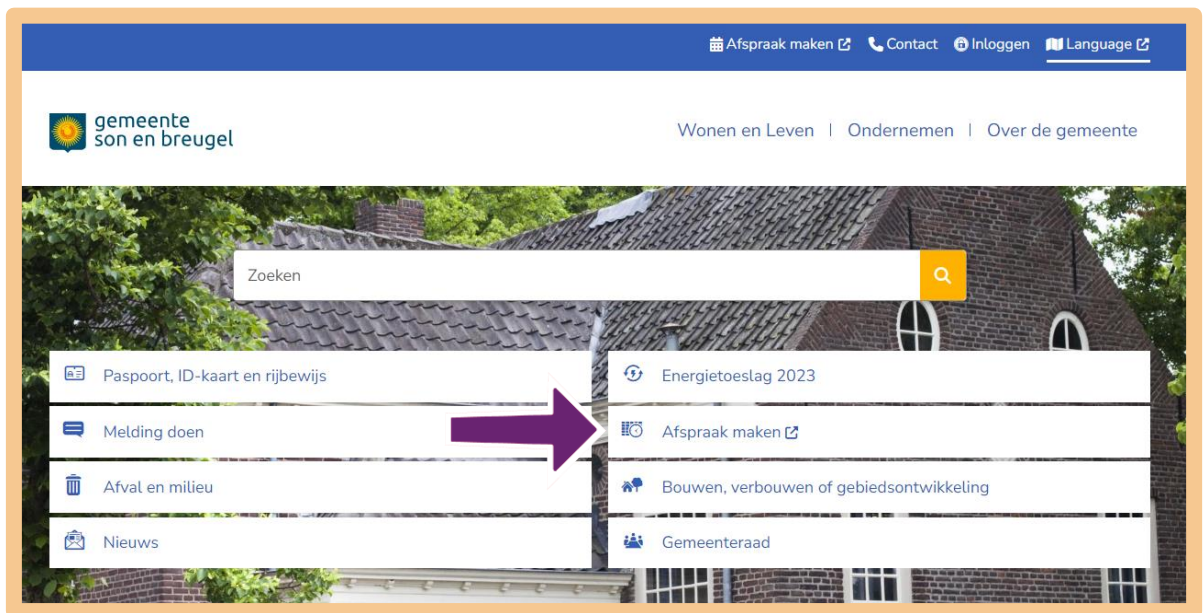 Afspraak maken Contact Inloggen Language
gemeente
son en breugel
Wonen en Leven | Ondernemen | Over de gemeente
Zoeken
Paspoort, ID-kaart en rijbewijs
Energietoeslag 2023
Melding doen
Afspraak maken
Afval en milieu
Bouwen, verbouwen of gebiedsontwikkeling
Nieuws
Gemeenteraad